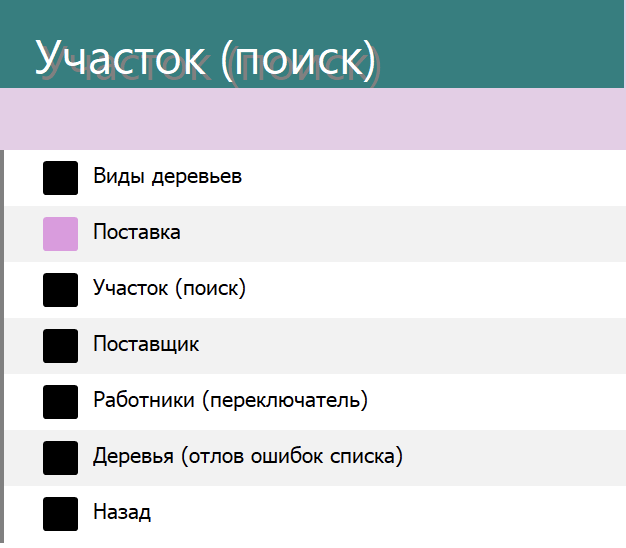 Участок (поиск)
Виды деревьев
Поставка
Участок (поиск)
Поставщик
Работники (переключатель)
Деревья (отлов ошибок списка)
Назад